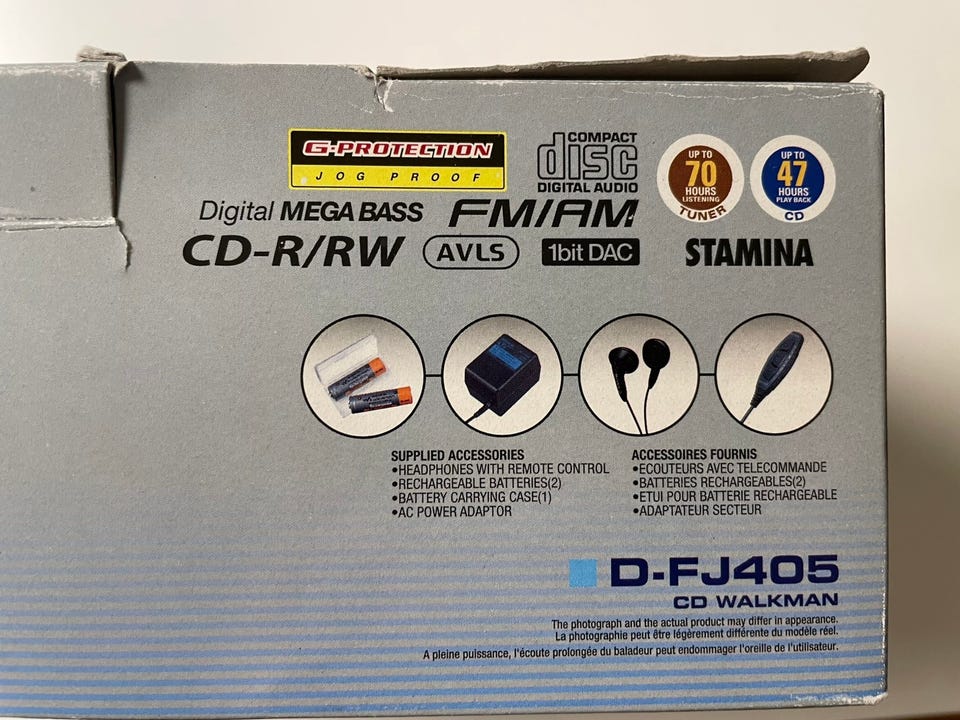 G-PROTECTION
JOG PROOF
COMPACT
disc
DIGITAL AUDIO
UP TO
70
HOURS
LISTENING
TUNER
UP TO
47
HOURS
PLAY BACK
CD
Digital MEGA BASS
FM/AM
CD-R/RW
AVLS
1bit DAC
STAMINA
SUPPLIED ACCESSORIES
•HEADPHONES WITH REMOTE CONTROL
•RECHARGEABLE BATTERIES(2)
•BATTERY CARRYING CASE(1)
•AC POWER ADAPTOR
ACCESSOIRES FOURNIS
•ECOUTEURS AVEC TELECOMMANDE
•BATTERIES RECHARGEABLES(2)
•ETUI POUR BATTERIE RECHARGEABLE
•ADAPTATEUR SECTEUR
D-FJ405
CD WALKMAN
The photograph and the actual product may differ in appearance.
La photographie peut être légèrement différente du modèle réel.
A pleine puissance, l'écoute prolongée du baladeur peut endommager l'oreille de l'utilisateur.